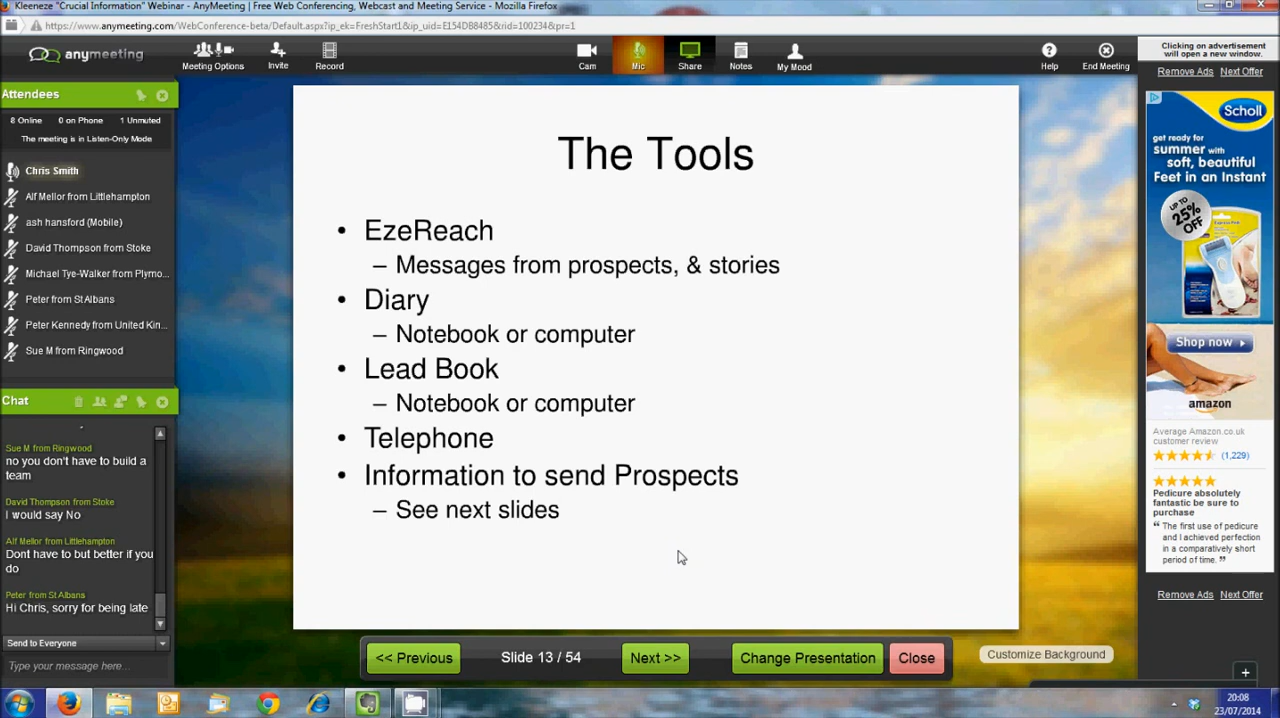 Kleeneze "Crucial Information" Webinar - AnyMeeting | Free Web Conferencing, Webcast and Meeting Service - Mozilla Firefox
https://www.anymeeting.com/WebConference-beta/Default.aspx?ip_ek=FreshStart1&ip_uid=E154DB8485&rid=100234&pr=1
anymeeting
Meeting Options
Invite
Record
Cam
Mic
Share
Notes
My Mood
Help
End Meeting
Clicking on advertisement
will open a new window.
Remove Ads Next Offer
Attendees
8 Online 0 on Phone 1 Unmuted
The meeting is in Listen-Only Mode
Chris Smith
Alf Mellor from Littlehampton
ash hansford (Mobile)
David Thompson from Stoke
Michael Tye-Walker from Plymo...
Peter from St Albans
Peter Kennedy from United Kin...
Sue M from Ringwood
Chat
Sue M from Ringwood
no you don't have to build a
team
David Thompson from Stoke
I would say No
Alf Mellor from Littlehampton
Dont have to but better if you
do
Peter from St Albans
Hi Chris, sorry for being late
Send to Everyone
Type your message here...
The Tools
• EzeReach
– Messages from prospects, & stories
• Diary
– Notebook or computer
• Lead Book
– Notebook or computer
• Telephone
• Information to send Prospects
– See next slides
<< Previous
Slide 13 / 54
Next >>
Change Presentation
Close
Customize Background
Scholl
get ready for
summer with
soft, beautiful
Feet in an Instant
UP TO
25%
OFF
Shop now
amazon
Average Amazon.co.uk
customer review
(1,229)
Pedicure absolutely
fantastic be sure to
purchase
“ The first use of pedicure
and I achieved perfection
in a comparatively short
period of time. ”
Remove Ads Next Offer
+
20:08
23/07/2014